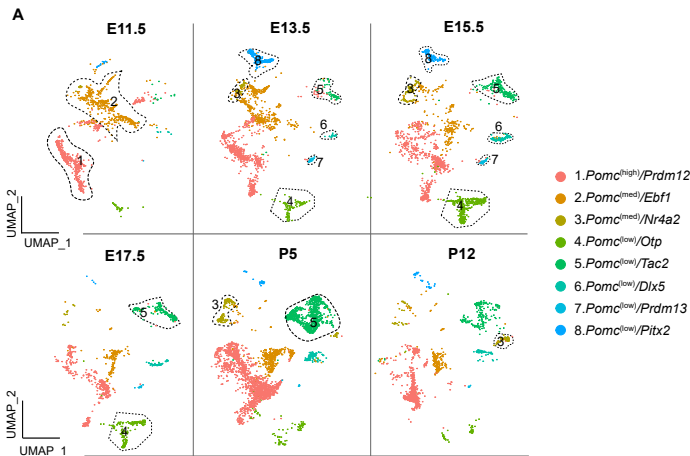 A
E11.5
E13.5
E15.5
2
1
8
3
5
6
7
4
8
3
5
6
7
4
UMAP_2
UMAP_1
1.Pomc(high)/Prdm12
2.Pomc(med)/Ebf1
3.Pomc(med)/Nr4a2
4.Pomc(low)/Otp
5.Pomc(low)/Tac2
6.Pomc(low)/Dlx5
7.Pomc(low)/Prdm13
8.Pomc(low)/Pitx2
E17.5
P5
P12
5
4
3
5
3
UMAP_2
UMAP_1